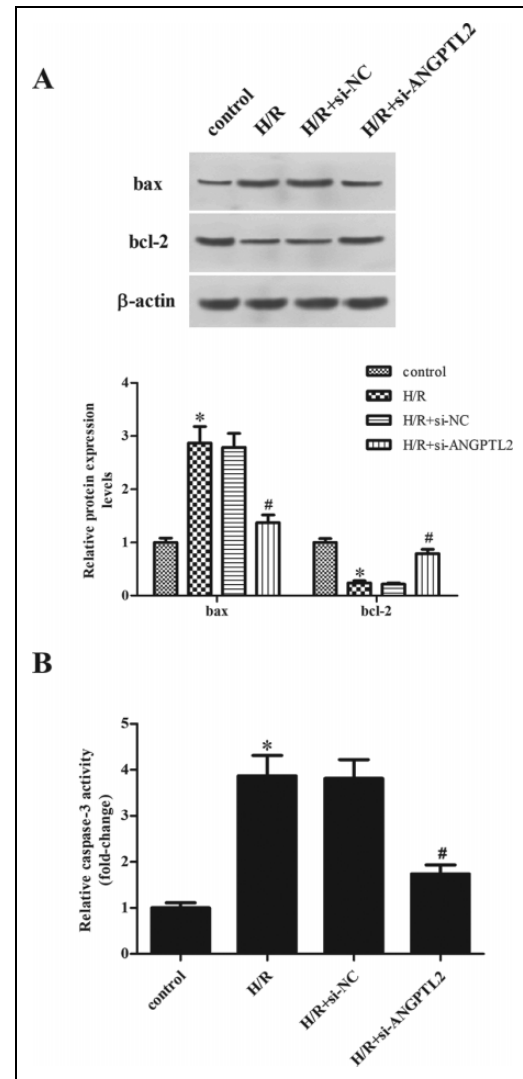 A
control
H/R
H/R+si-NC
H/R+si-ANGPTL2
bax
bcl-2
β-actin
control
H/R
H/R+si-NC
H/R+si-ANGPTL2
Relative protein expression
levels
4
3
2
1
0
*
#
*
#
bax
bcl-2
B
Relative caspase-3 activity
(fold-change)
5
4
3
2
1
0
*
#
control
H/R
H/R+si-NC
H/R+si-ANGPTL2